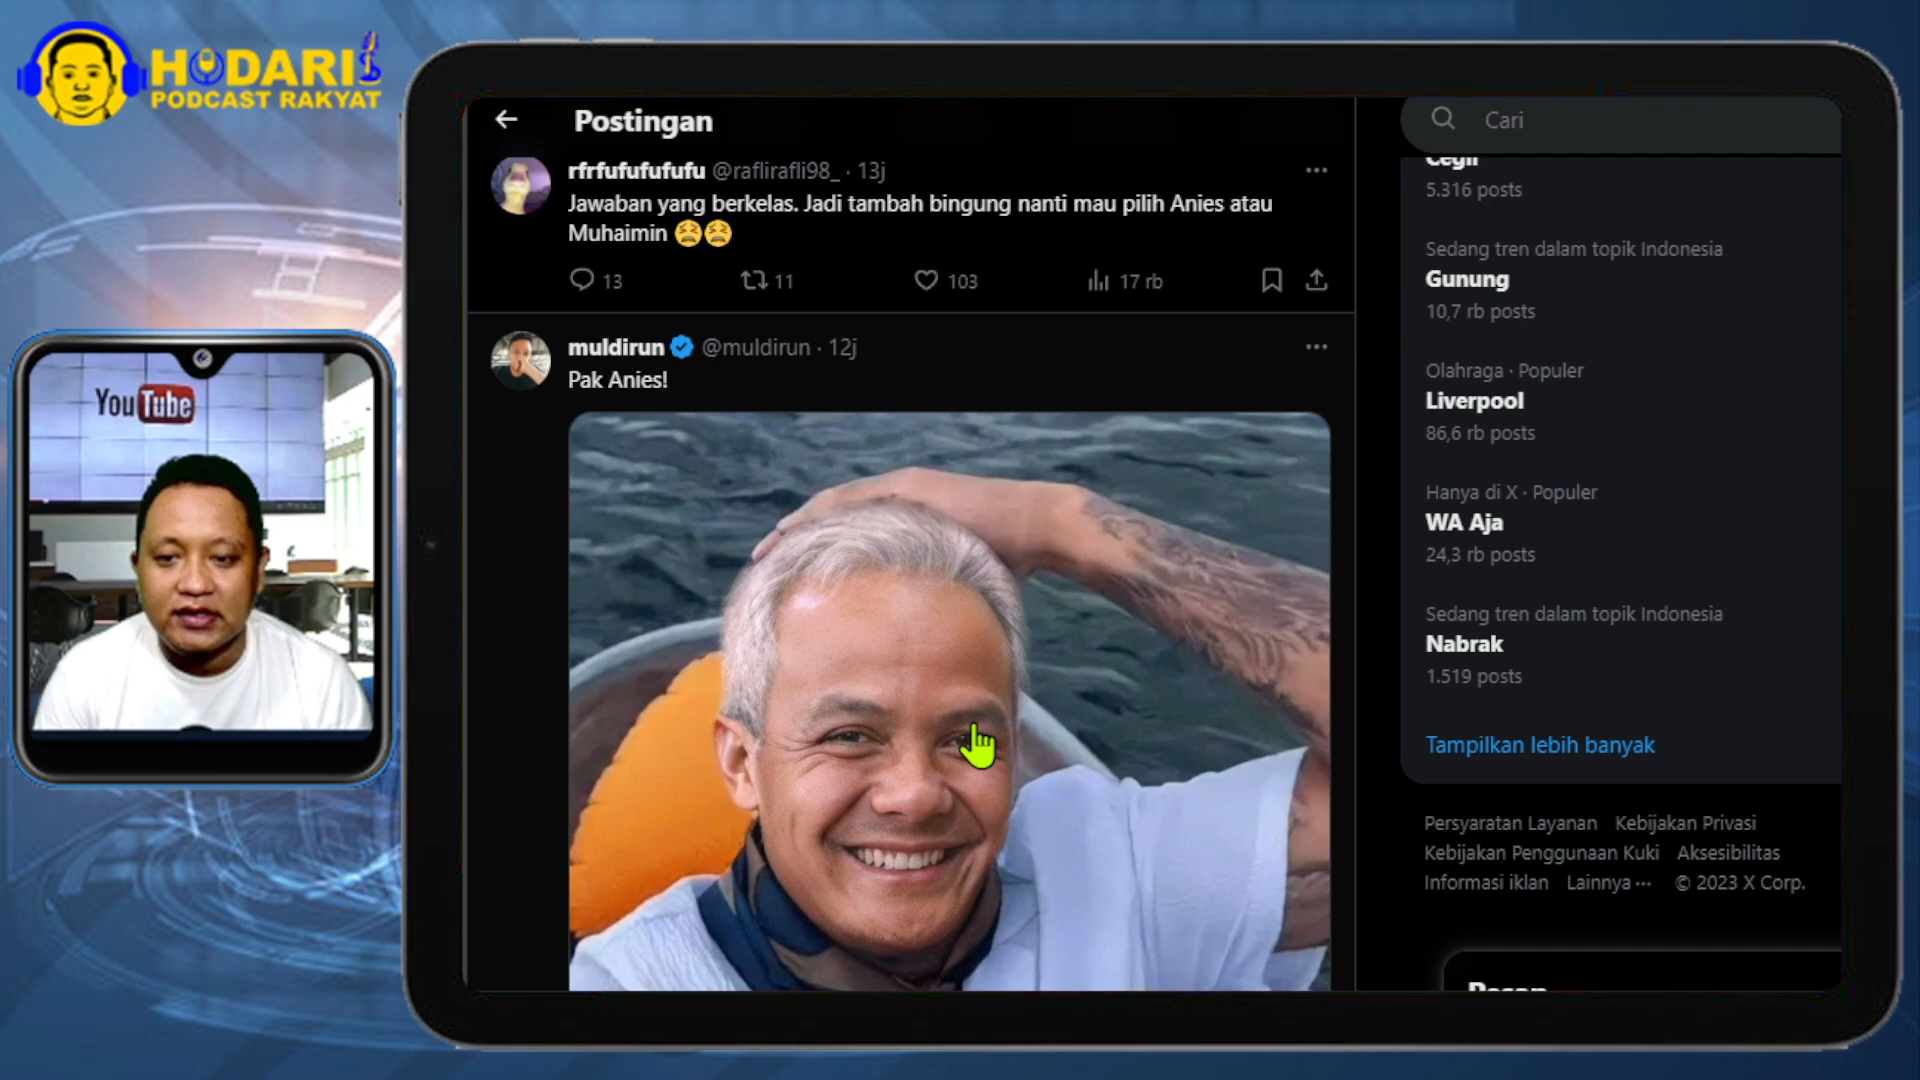 HODARI
PODCAST RAKYAT
YouTube
Postingan
rfrfufufufufu @raflirafli98_ · 13j
Jawaban yang berkelas. Jadi tambah bingung nanti mau pilih Anies atau
Muhaimin 😫😫
13 11 103 17 rb
muldirun @muldirun · 12j
Pak Anies!
Cari
Cegil
5.316 posts
Sedang tren dalam topik Indonesia
Gunung
10,7 rb posts
Olahraga · Populer
Liverpool
86,6 rb posts
Hanya di X · Populer
WA Aja
24,3 rb posts
Sedang tren dalam topik Indonesia
Nabrak
1.519 posts
Tampilkan lebih banyak
Persyaratan Layanan Kebijakan Privasi
Kebijakan Penggunaan Kuki Aksesibilitas
Informasi iklan Lainnya ··· © 2023 X Corp.